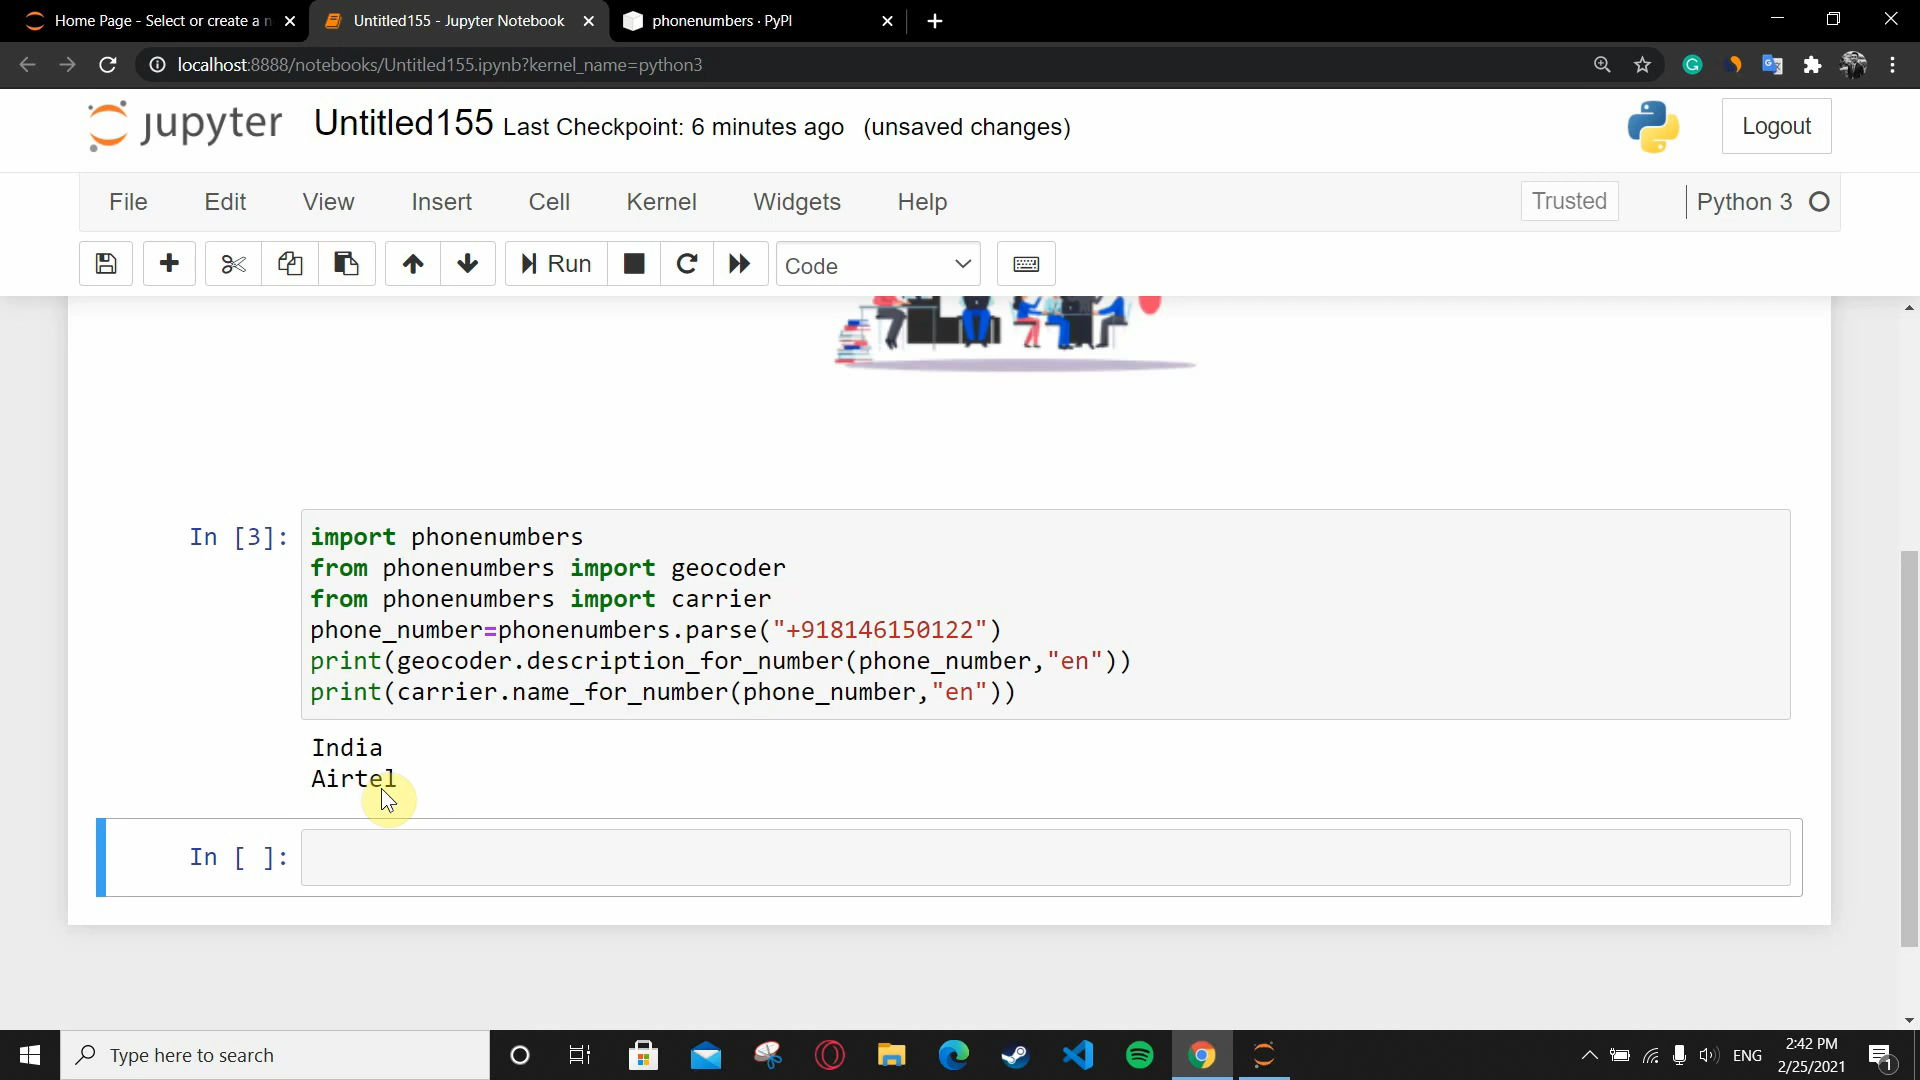 Home Page - Select or create a n
Untitled155 - Jupyter Notebook
phonenumbers · PyPI
localhost:8888/notebooks/Untitled155.ipynb?kernel_name=python3
jupyter Untitled155 Last Checkpoint: 6 minutes ago (unsaved changes)
Logout
File Edit View Insert Cell Kernel Widgets Help
Trusted
Python 3
Run
Code
In [3]:
import phonenumbers
from phonenumbers import geocoder
from phonenumbers import carrier
phone_number=phonenumbers.parse("+918146150122")
print(geocoder.description_for_number(phone_number,"en"))
print(carrier.name_for_number(phone_number,"en"))
India
Airtel
In [ ]:
Type here to search
ENG
2:42 PM
2/25/2021
1